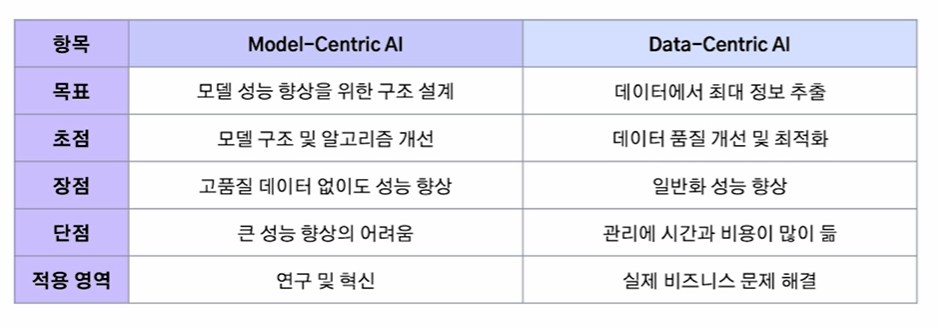 항목 Model-Centric AI Data-Centric AI
목표 모델 성능 향상을 위한 구조 설계 데이터에서 최대 정보 추출
초점 모델 구조 및 알고리즘 개선 데이터 품질 개선 및 최적화
장점 고품질 데이터 없이도 성능 향상 일반화 성능 향상
단점 큰 성능 향상의 어려움 관리에 시간과 비용이 많이 듦
적용 영역 연구 및 혁신 실제 비즈니스 문제 해결